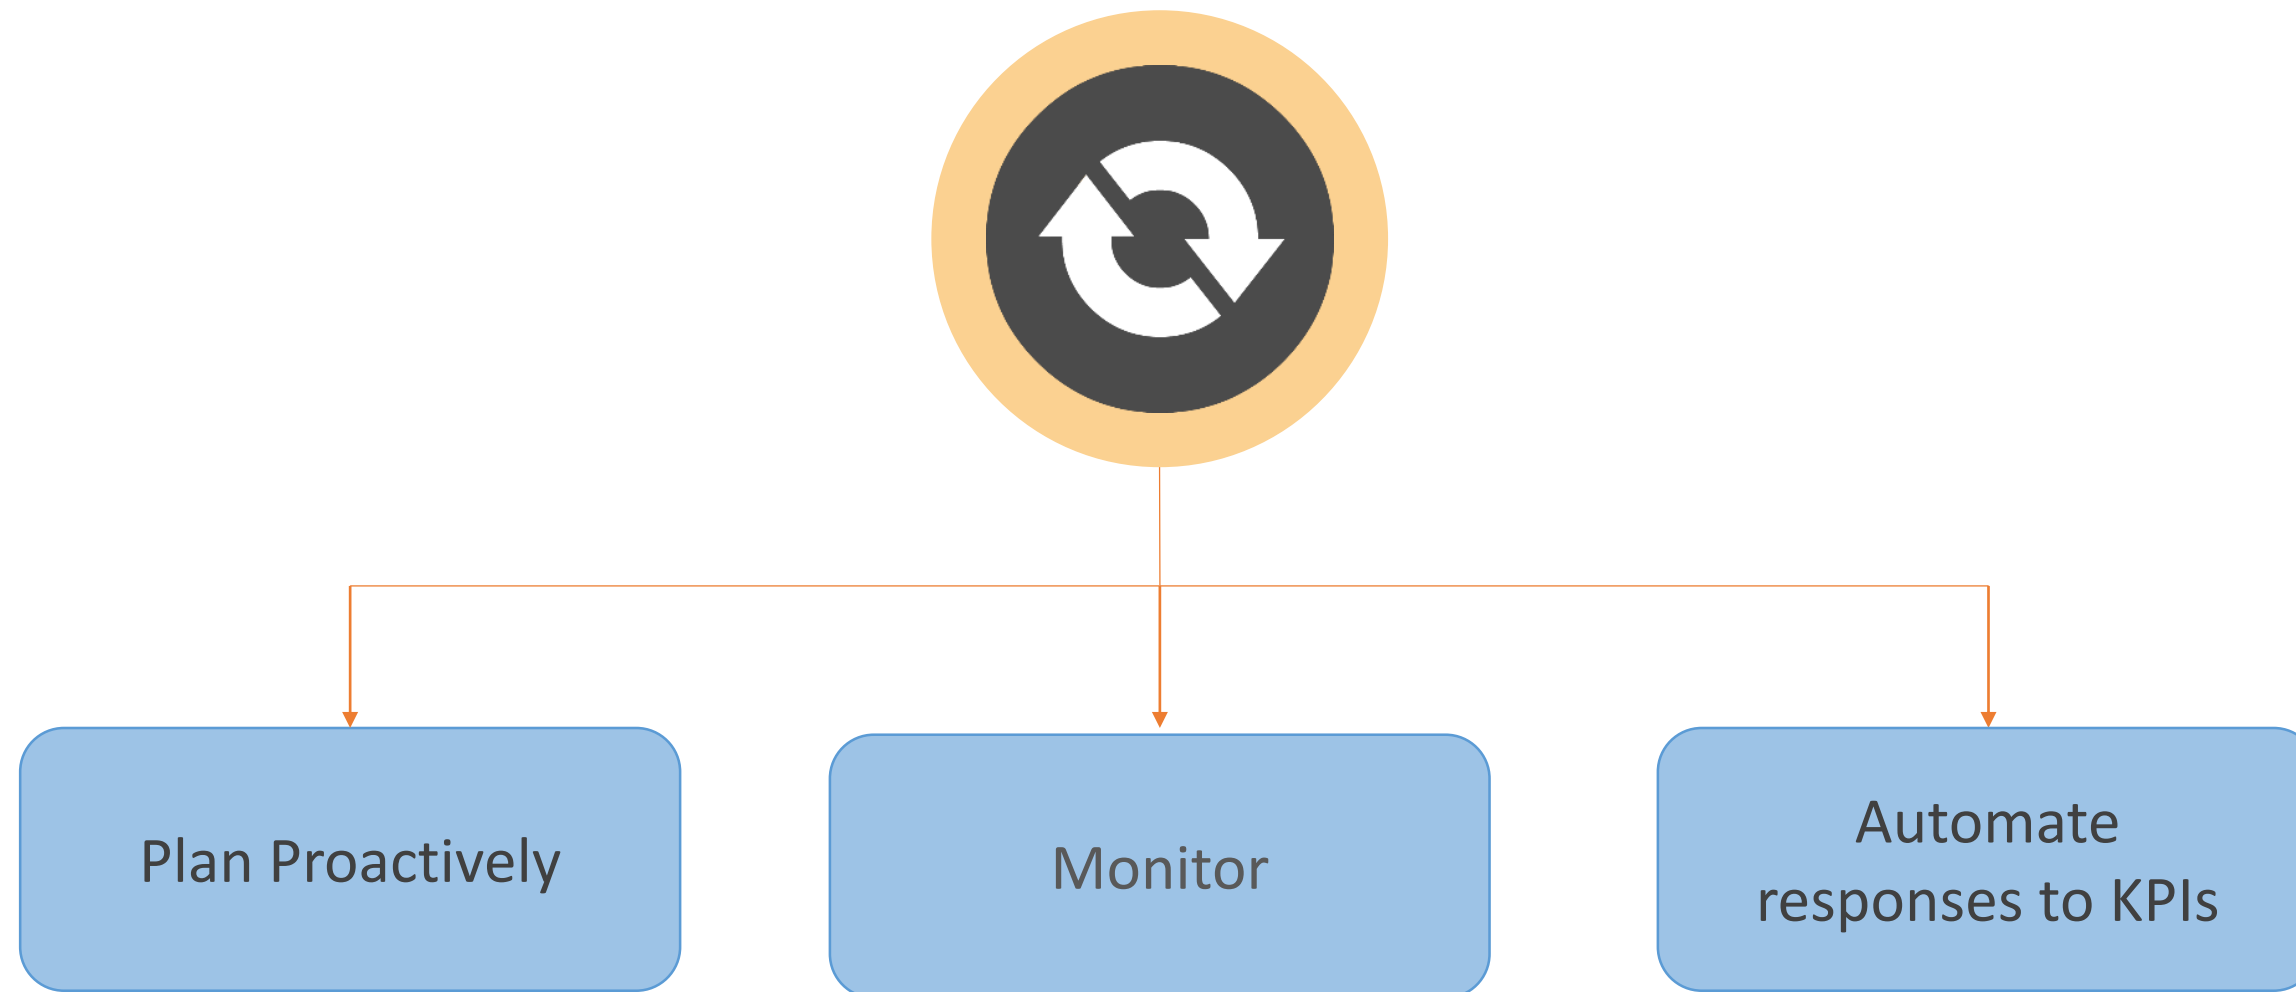 Plan Proactively
Monitor
Automate
responses to KPIs